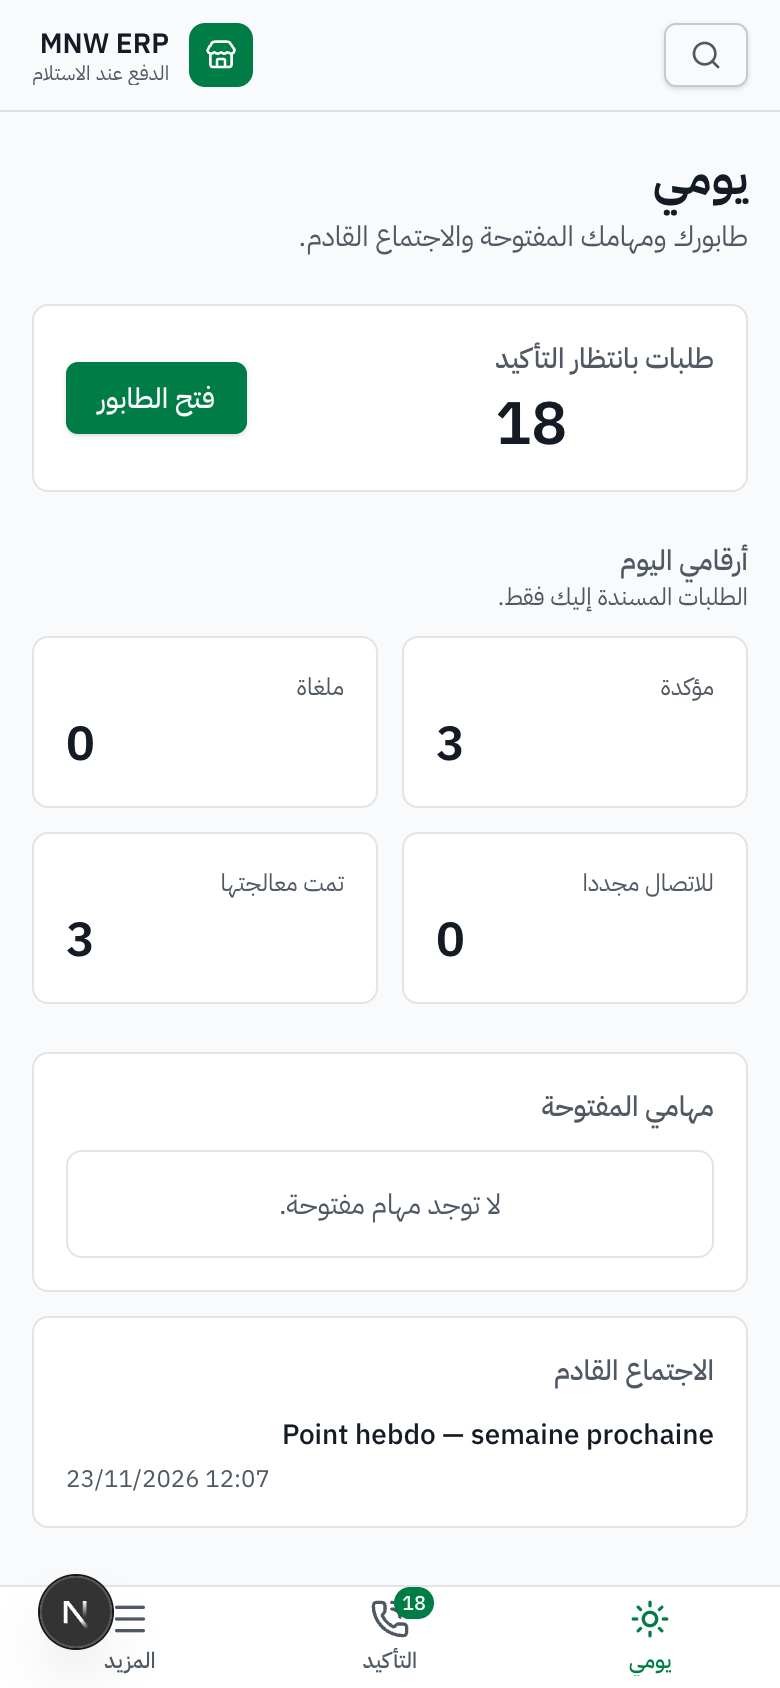 MNW ERP
الدفع عند الاستلام
يومي
طابورك ومهامك المفتوحة والاجتماع القادم.
طلبات بانتظار التأكيد
18
فتح الطابور
أرقامي اليوم
الطلبات المسندة إليك فقط.
مؤكدة
3
ملغاة
0
للاتصال مجددا
0
تمت معالجتها
3
مهامي المفتوحة
لا توجد مهام مفتوحة.
الاجتماع القادم
Point hebdo — semaine prochaine
23/11/2026 12:07
يومي
18
التأكيد
المزيد
N